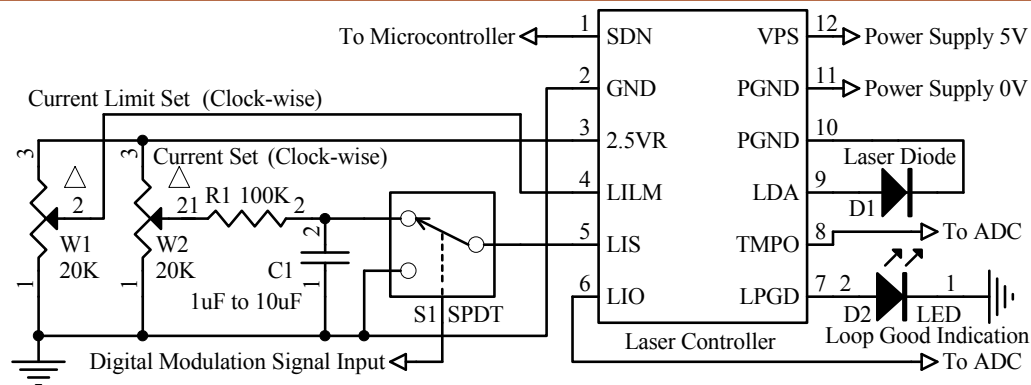 To Microcontroller
1
SDN
VPS
12
Power Supply 5V
2
GND
PGND
11
Power Supply 0V
Current Limit Set (Clock-wise)
3
2.5VR
PGND
10
3
3
Current Set (Clock-wise)
Laser Diode
2
21
R1 100K
2
4
LILM
LDA
9
D1
W1
20K
W2
20K
2
C1
5
LIS
TMPO
8
To ADC
1
1
1
1uF to 10uF
6
LIO
LPGD
7
2
1
S1
SPDT
D2
LED
Laser Controller
Loop Good Indication
Digital Modulation Signal Input
To ADC